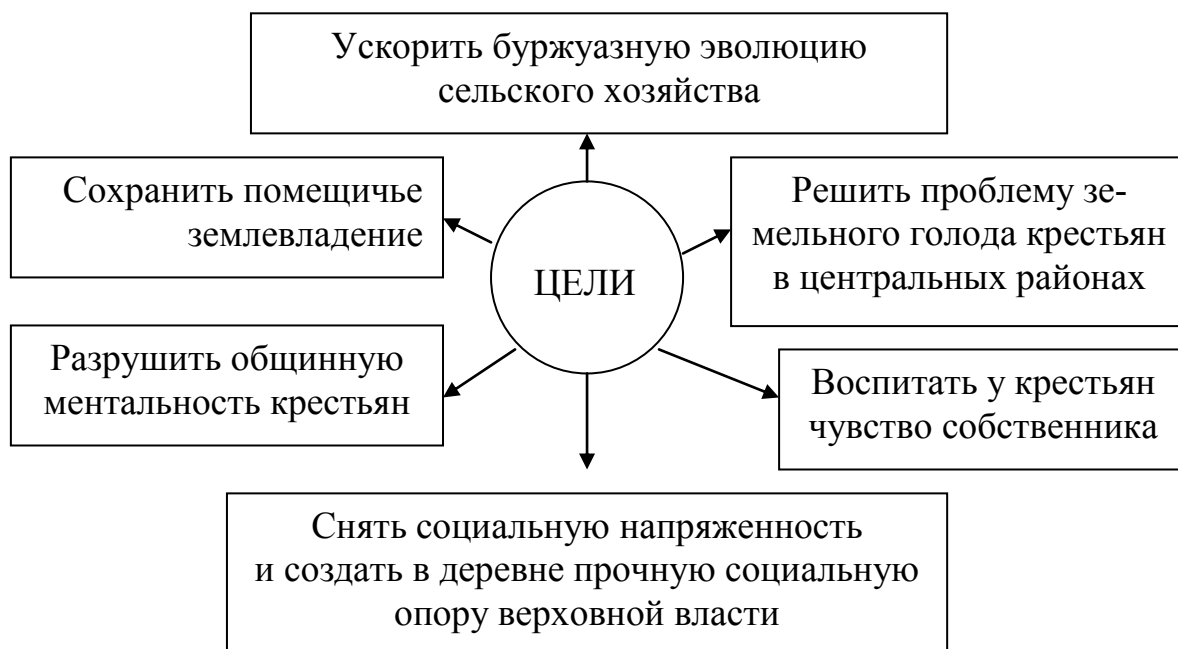 Ускорить буржуазную эволюцию
сельского хозяйства
Сохранить помещичье
землевладение
Решить проблему зе-
мельного голода крестьян
в центральных районах
ЦЕЛИ
Разрушить общинную
ментальность крестьян
Воспитать у крестьян
чувство собственника
Снять социальную напряженность
и создать в деревне прочную социальную
опору верховной власти